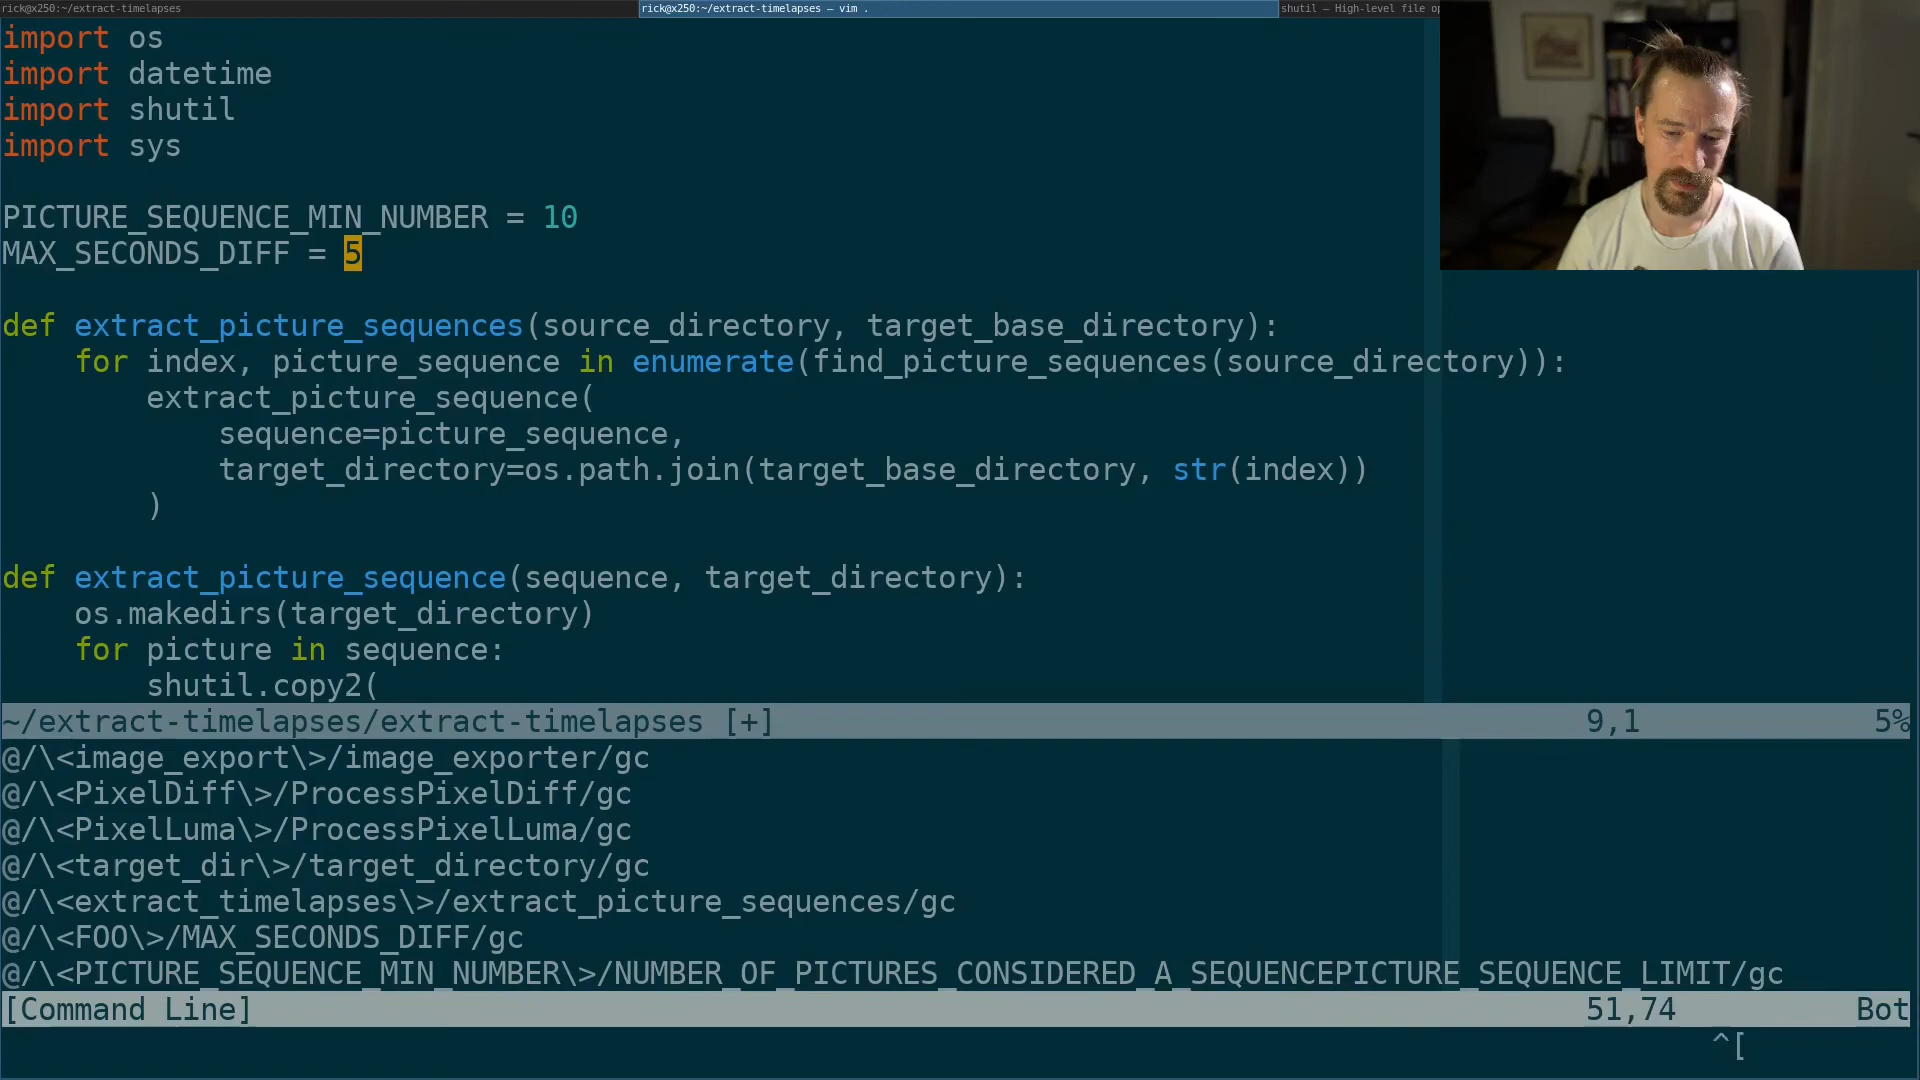 rick@x250:~/extract-timelapses
rick@x250:~/extract-timelapses — vim .
shutil — High-level file op
import os
import datetime
import shutil
import sys
PICTURE_SEQUENCE_MIN_NUMBER = 10
MAX_SECONDS_DIFF = 5
def extract_picture_sequences(source_directory, target_base_directory):
    for index, picture_sequence in enumerate(find_picture_sequences(source_directory)):
        extract_picture_sequence(
            sequence=picture_sequence,
            target_directory=os.path.join(target_base_directory, str(index))
        )
def extract_picture_sequence(sequence, target_directory):
    os.makedirs(target_directory)
    for picture in sequence:
        shutil.copy2(
~/extract-timelapses/extract-timelapses [+] 9,1 5%
@/\<image_export\>/image_exporter/gc
@/\<PixelDiff\>/ProcessPixelDiff/gc
@/\<PixelLuma\>/ProcessPixelLuma/gc
@/\<target_dir\>/target_directory/gc
@/\<extract_timelapses\>/extract_picture_sequences/gc
@/\<FOO\>/MAX_SECONDS_DIFF/gc
@/\<PICTURE_SEQUENCE_MIN_NUMBER\>/NUMBER_OF_PICTURES_CONSIDERED_A_SEQUENCEPICTURE_SEQUENCE_LIMIT/gc
[Command Line] 51,74 Bot
^[